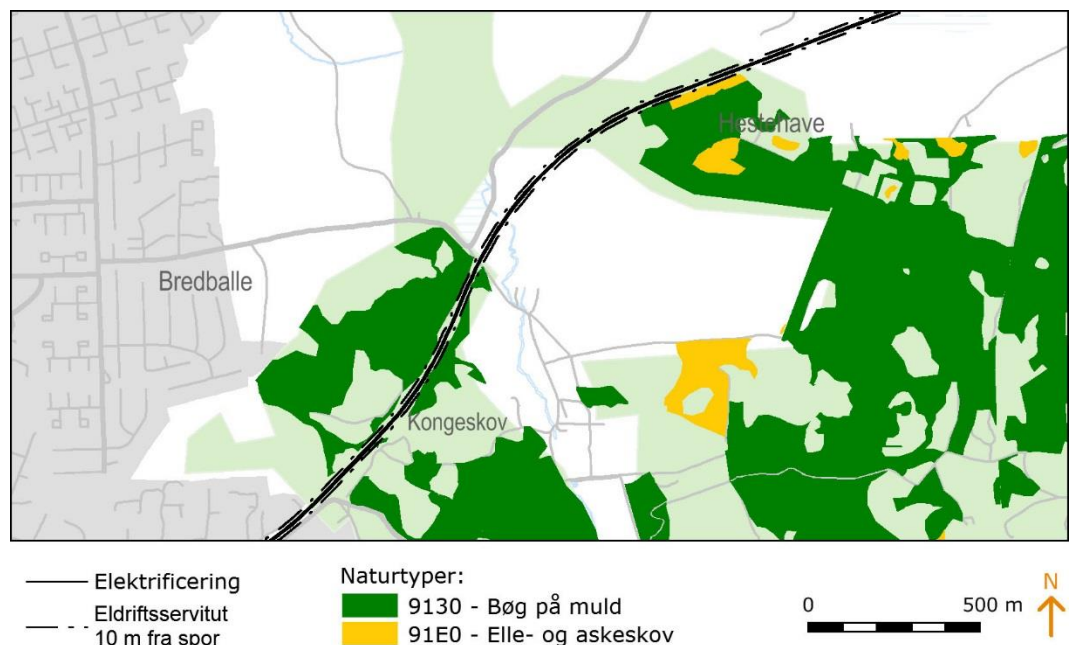 Hestehave
Bredballe
Kongeskov
Elektrificering
Eldriftsservitut
10 m fra spor
Naturtyper:
9130 - Bøg på muld
91E0 - Elle- og askeskov
0 500 m
N